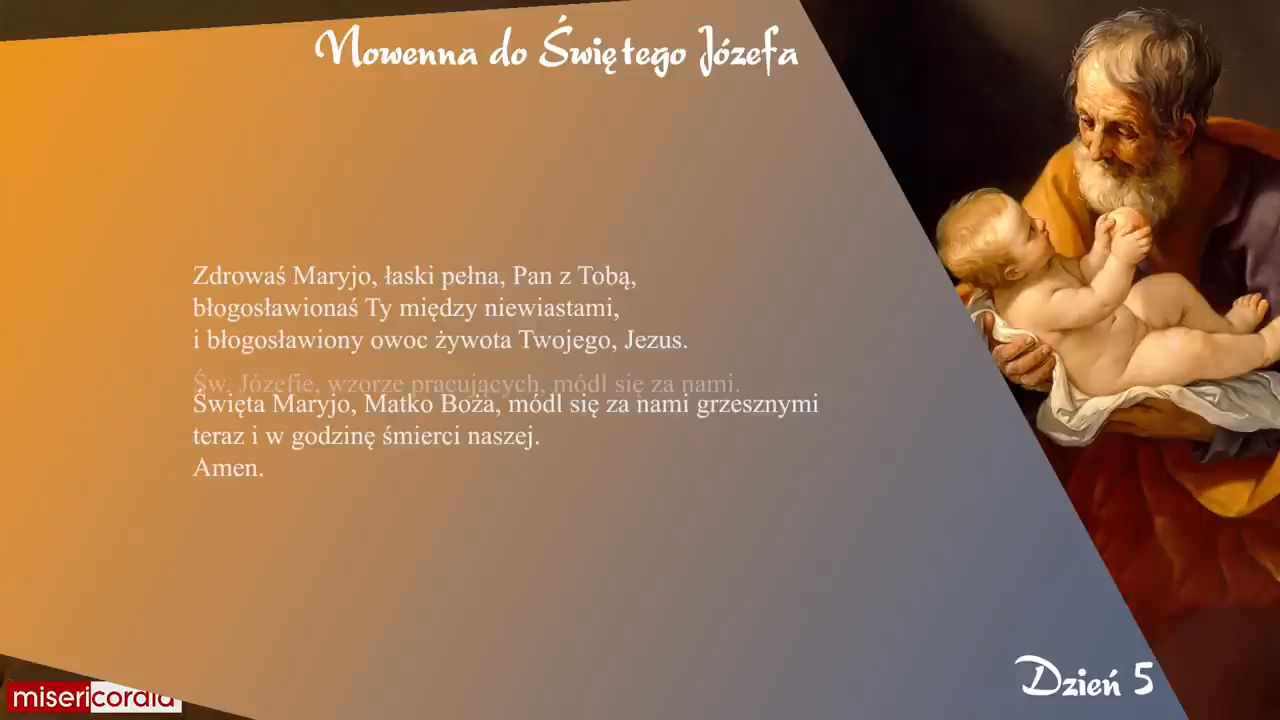 Nowenna do Świętego Józefa
Zdrowaś Maryjo, łaski pełna, Pan z Tobą,
błogosławionaś Ty między niewiastami,
i błogosławiony owoc żywota Twojego, Jezus.
Św. Józefie, wzorze pracujących, módl się za nami.
Święta Maryjo, Matko Boża, módl się za nami grzesznymi
teraz i w godzinę śmierci naszej.
Amen.
Dzień 5
misericordia